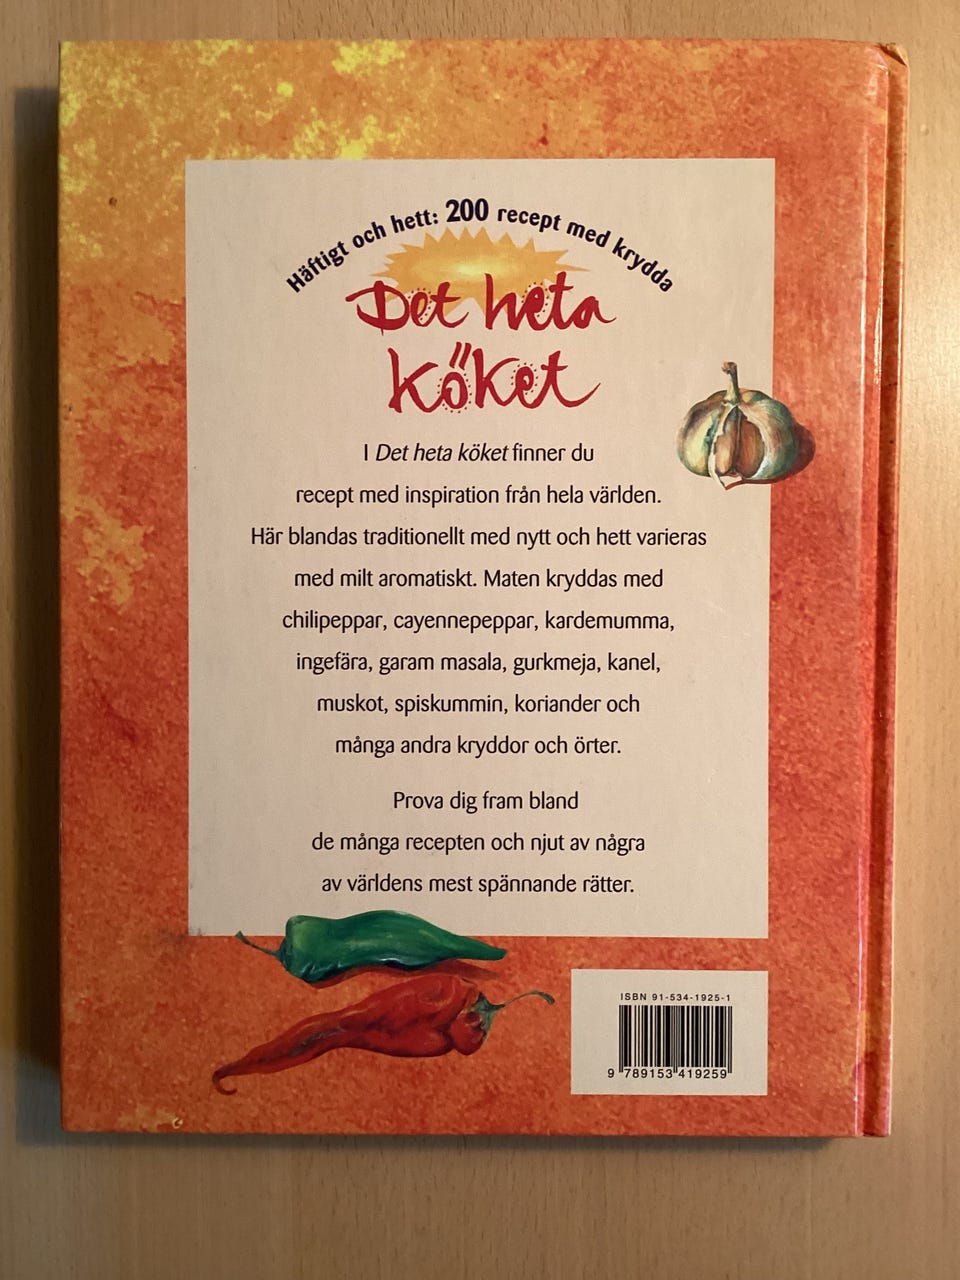 Häftigt och hett: 200 recept med krydda
Det heta
köket
I Det heta köket finner du
recept med inspiration från hela världen.
Här blandas traditionellt med nytt och hett varieras
med milt aromatiskt. Maten kryddas med
chilipeppar, cayennepeppar, kardemumma,
ingefära, garam masala, gurkmeja, kanel,
muskot, spiskummin, koriander och
många andra kryddor och örter.
Prova dig fram bland
de många recepten och njut av några
av världens mest spännande rätter.
ISBN 91-534-1925-1
9 789153 419259